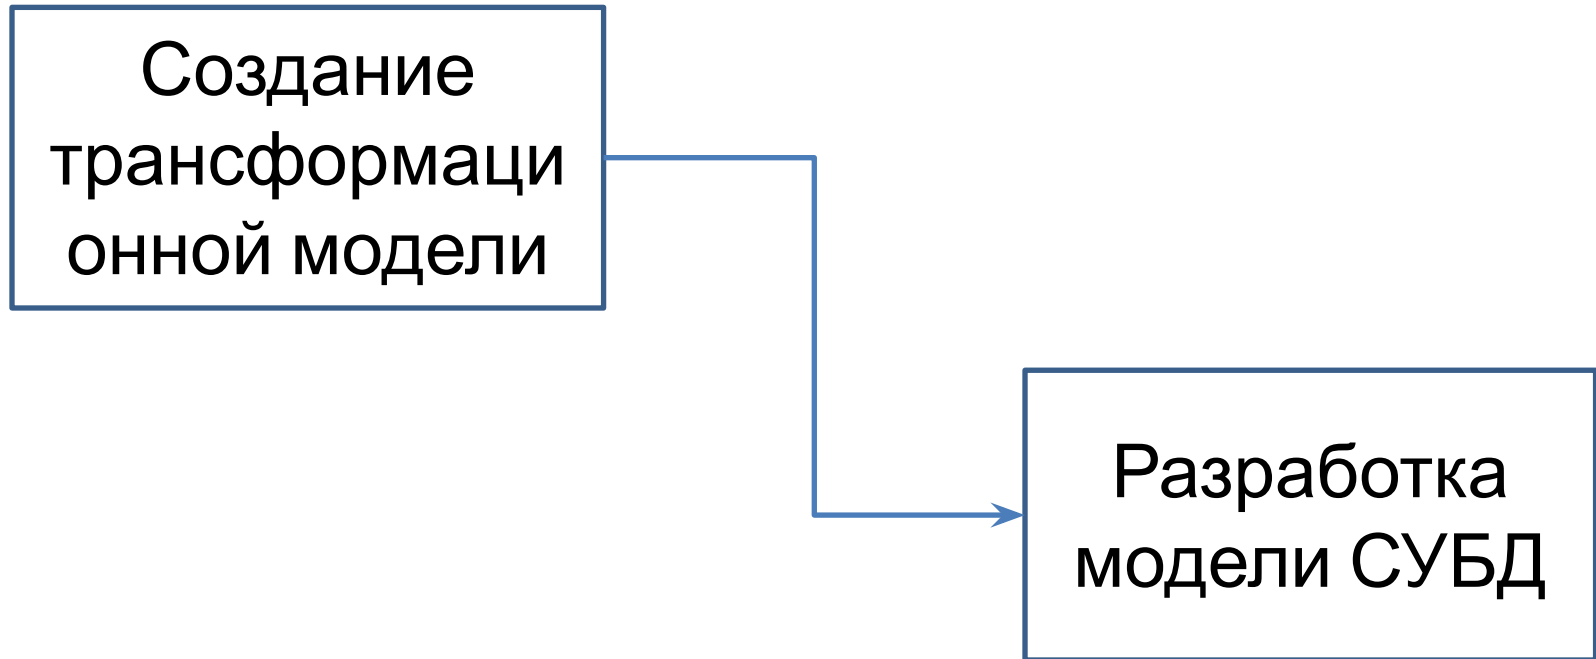 Создание
трансформаци
онной модели
Разработка
модели СУБД